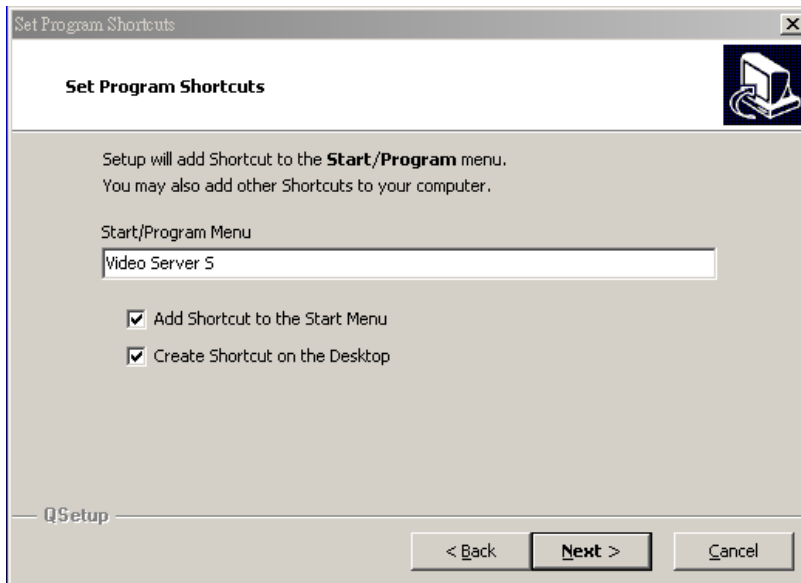 Set Program Shortcuts
Set Program Shortcuts
Setup will add Shortcut to the Start/Program menu.
You may also add other Shortcuts to your computer.
Start/Program Menu
Video Server S
Add Shortcut to the Start Menu
Create Shortcut on the Desktop
QSetup
< Back
Next >
Cancel